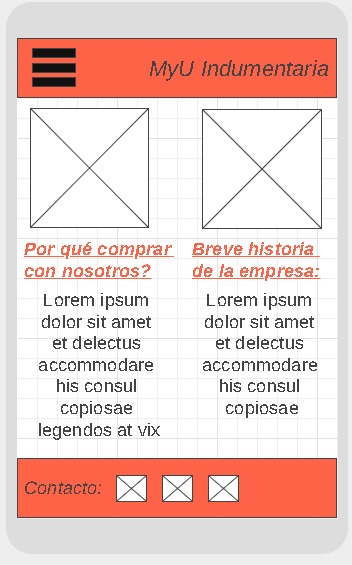 MyU Indumentaria
Por qué comprar
con nosotros?
Lorem ipsum
dolor sit amet
et delectus
accommodare
his consul
copiosae
legendos at vix
Breve historia
de la empresa:
Lorem ipsum
dolor sit amet
et delectus
accommodare
his consul
copiosae
Contacto: